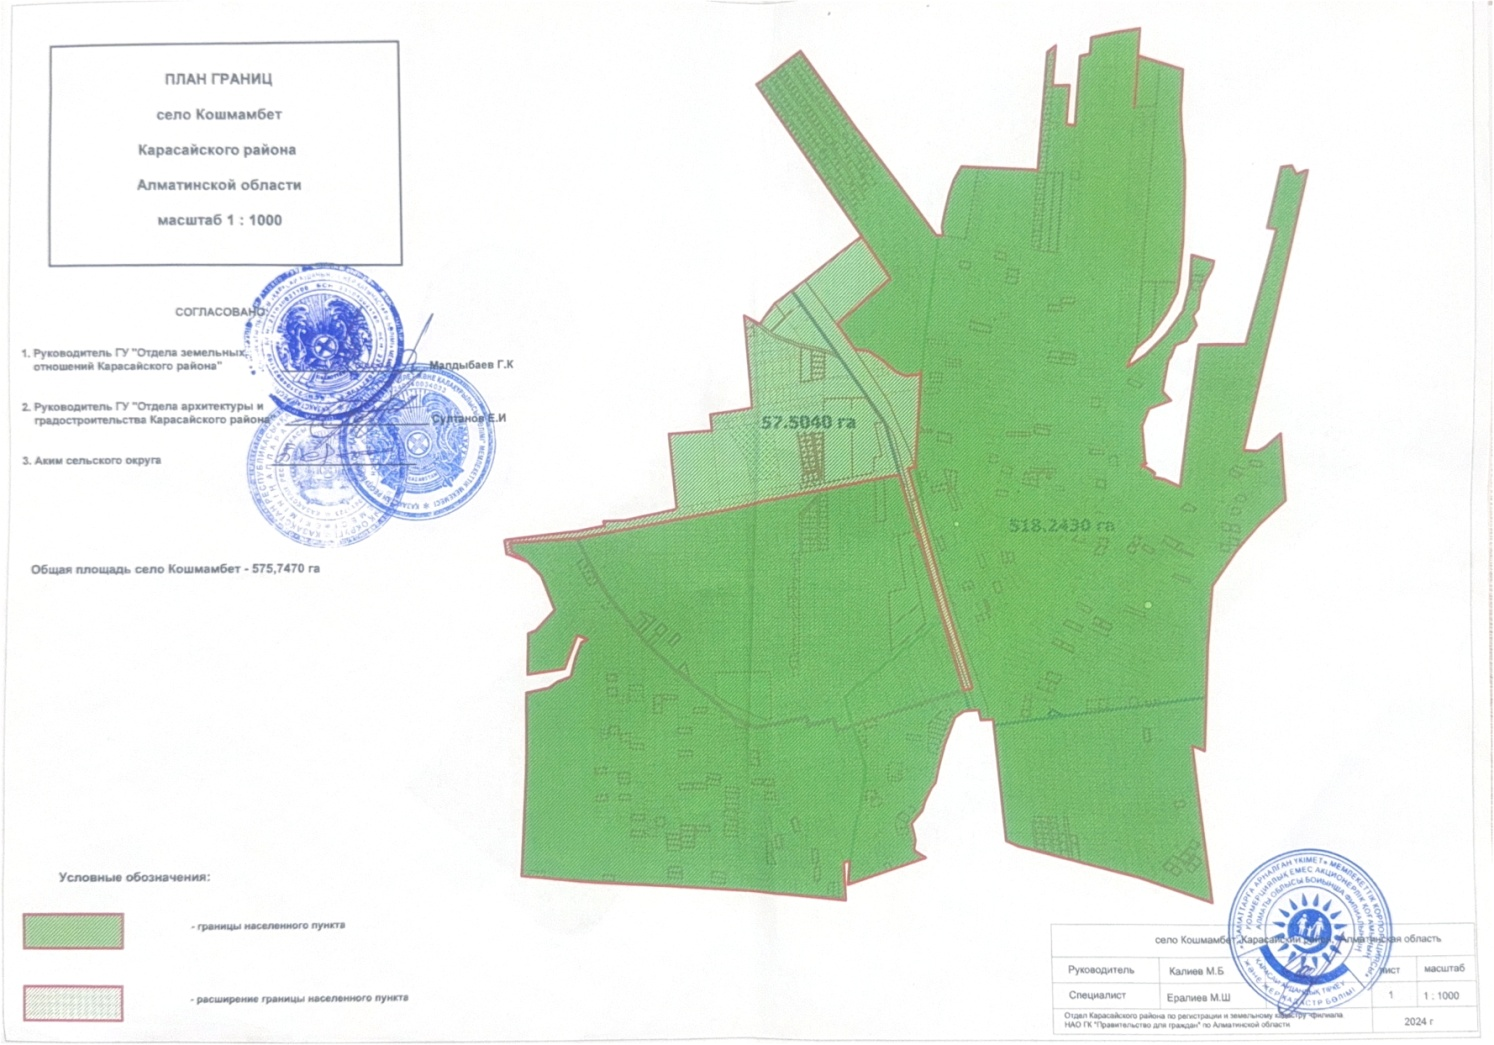 ПЛАН ГРАНИЦ
село Кошмамбет
Карасайского района
Алматинской области
масштаб 1 : 1000
СОГЛАСОВАНО:
1. Руководитель ГУ "Отдела земельных
отношений Карасайского района"
Малдыбаев Г.К
2. Руководитель ГУ "Отдела архитектуры и
градостроительства Карасайского района"
Султанов Е.И
3. Аким сельского округа
Общая площадь село Кошмамбет - 575,7470 га
57.5040 га
518.2430 га
Условные обозначения:
- границы населенного пункта
- расширение границы населенного пункта
село Кошмамбет Карасайский Алматинская область
Руководитель Калиев М.Б лист масштаб
Специалист Ералиев М.Ш 1 1 : 1000
Отдел Карасайского района по регистрации и земельному кадастру филиала
НАО ГК "Правительство для граждан" по Алматинской области
2024 г